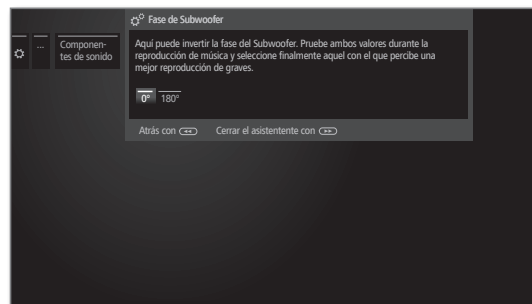 Fase de Subwoofer
...
Componen-
tes de sonido
Aquí puede invertir la fase del Subwoofer. Pruebe ambos valores durante la
reproducción de música y seleccione finalmente aquel con el que percibe una
mejor reproducción de graves.
0° 180°
Atrás con Cerrar el asistentente con